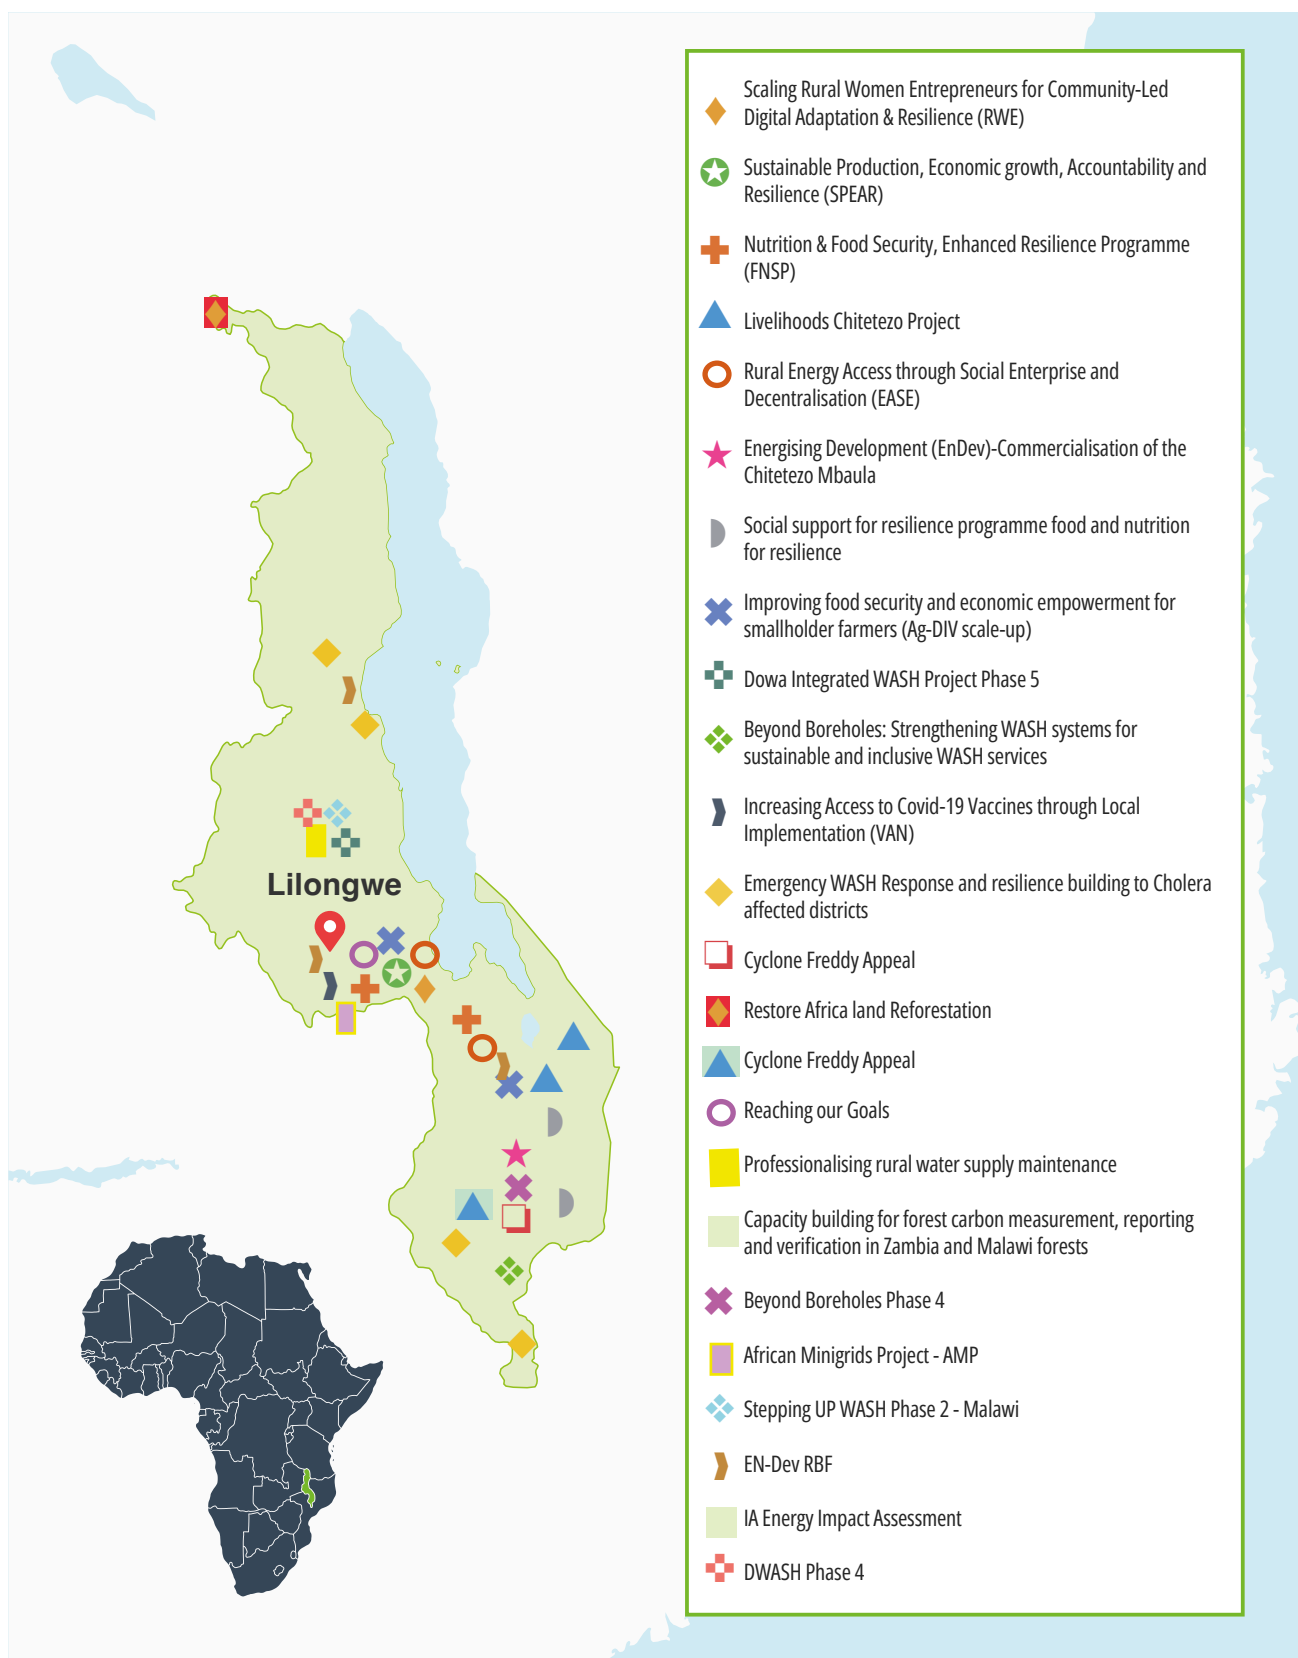 Scaling Rural Women Entrepreneurs for Community-Led
Digital Adaptation & Resilience (RWE)
Sustainable Production, Economic growth, Accountability and
Resilience (SPEAR)
Nutrition & Food Security, Enhanced Resilience Programme
(FNSP)
Livelihoods Chitetezo Project
Rural Energy Access through Social Enterprise and
Decentralisation (EASE)
Energising Development (EnDev)-Commercialisation of the
Chitetezo Mbaula
Social support for resilience programme food and nutrition
for resilience
Improving food security and economic empowerment for
smallholder farmers (Ag-DIV scale-up)
Dowa Integrated WASH Project Phase 5
Beyond Boreholes: Strengthening WASH systems for
sustainable and inclusive WASH services
Increasing Access to Covid-19 Vaccines through Local
Implementation (VAN)
Emergency WASH Response and resilience building to Cholera
affected districts
Cyclone Freddy Appeal
Restore Africa land Reforestation
Cyclone Freddy Appeal
Reaching our Goals
Professionalising rural water supply maintenance
Capacity building for forest carbon measurement, reporting
and verification in Zambia and Malawi forests
Beyond Boreholes Phase 4
African Minigrids Project - AMP
Stepping UP WASH Phase 2 - Malawi
EN-Dev RBF
IA Energy Impact Assessment
DWASH Phase 4
Lilongwe